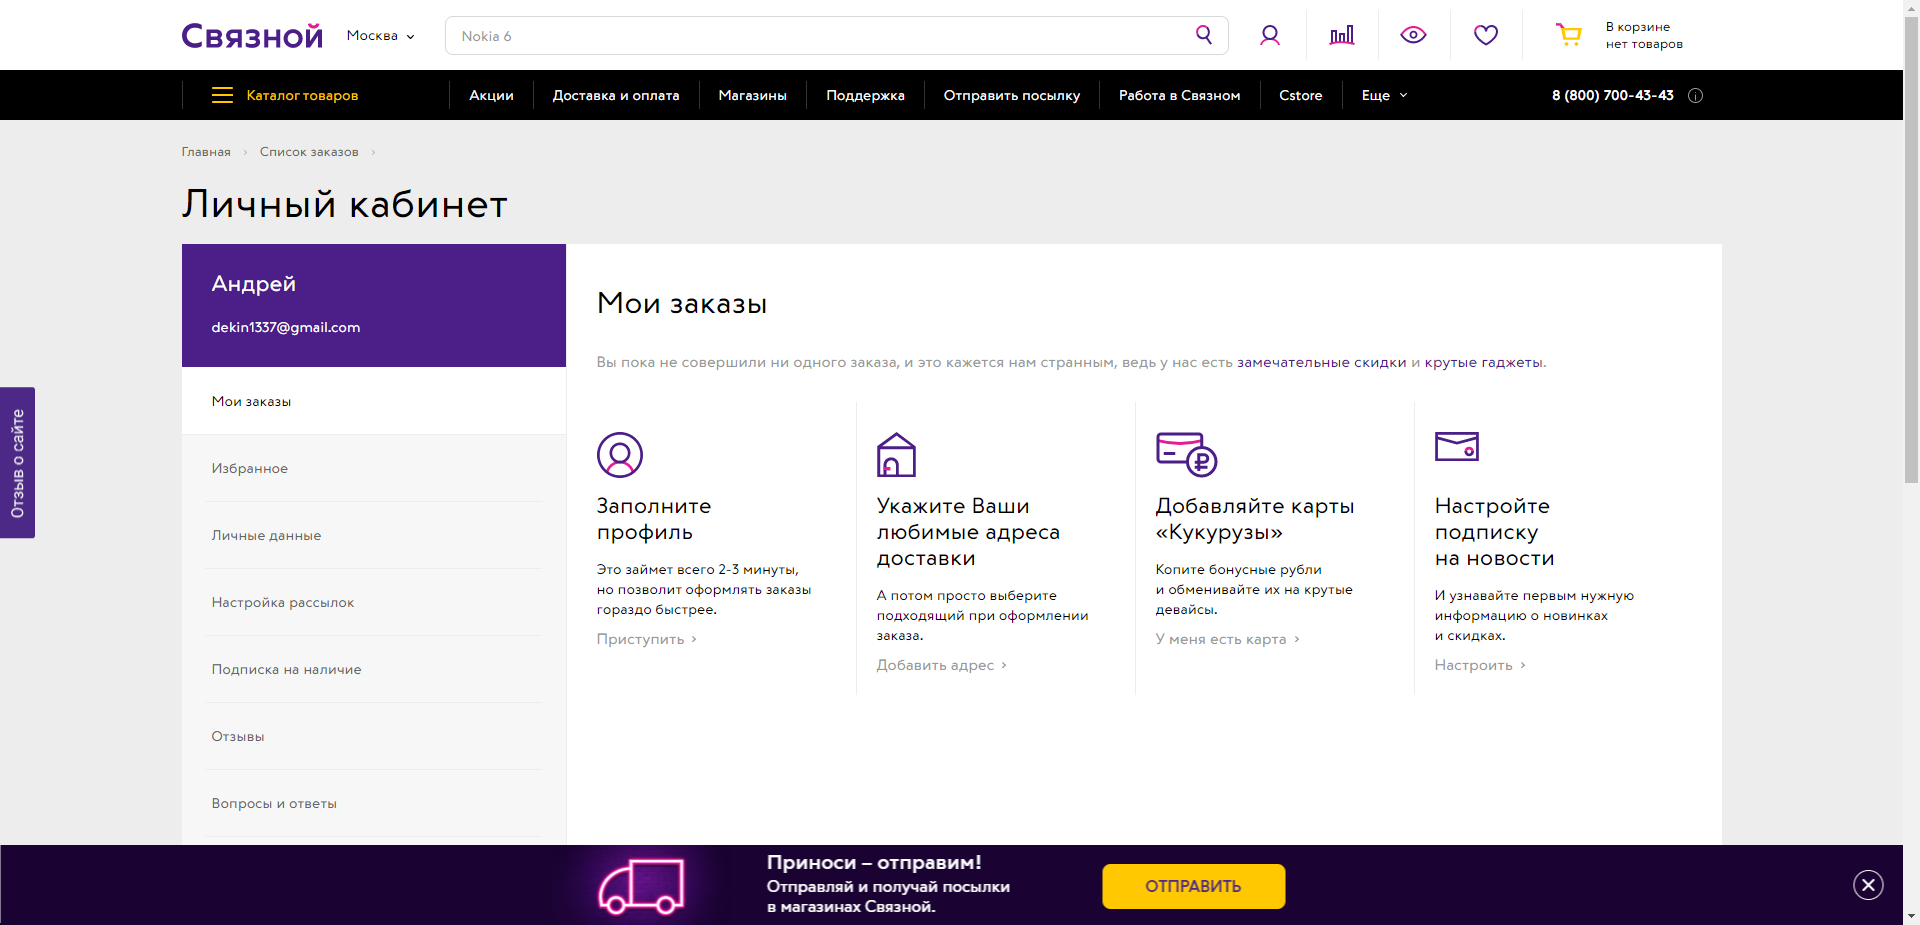 Связной
Москва
Nokia 6
В корзине
нет товаров
Каталог товаров
Акции
Доставка и оплата
Магазины
Поддержка
Отправить посылку
Работа в Связном
Cstore
Еще
8 (800) 700-43-43
Главная
Список заказов
Личный кабинет
Андрей
dekin1337@gmail.com
Мои заказы
Избранное
Личные данные
Настройка рассылок
Подписка на наличие
Отзывы
Вопросы и ответы
Отзыв о сайте
Мои заказы
Вы пока не совершили ни одного заказа, и это кажется нам странным, ведь у нас есть замечательные скидки и крутые гаджеты.
Заполните
профиль
Это займет всего 2-3 минуты,
но позволит оформлять заказы
гораздо быстрее.
Приступить
Укажите Ваши
любимые адреса
доставки
А потом просто выберите
подходящий при оформлении
заказа.
Добавить адрес
Добавляйте карты
«Кукурузы»
Копите бонусные рубли
и обменивайте их на крутые
девайсы.
У меня есть карта
Настройте
подписку
на новости
И узнавайте первым нужную
информацию о новинках
и скидках.
Настроить
Приноси – отправим!
Отправляй и получай посылки
в магазинах Связной.
ОТПРАВИТЬ